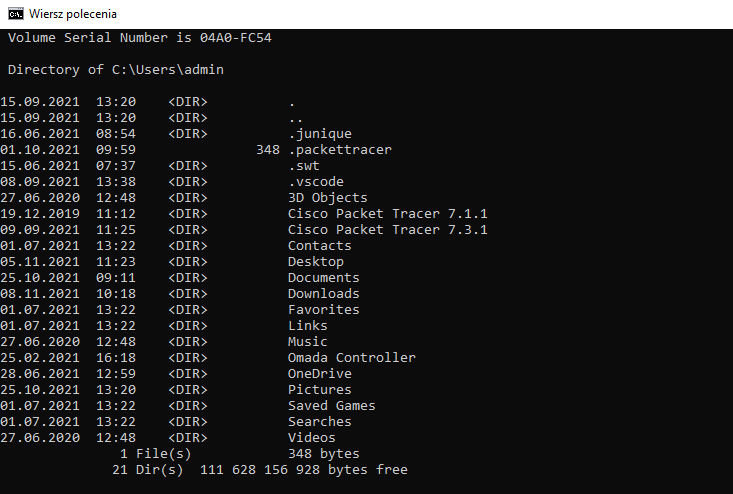 Wiersz polecenia
Volume Serial Number is 04A0-FC54
Directory of C:\Users\admin
15.09.2021 13:20 <DIR> .
15.09.2021 13:20 <DIR> ..
16.06.2021 08:54 <DIR> .junique
01.10.2021 09:59 348 .packettracer
15.06.2021 07:37 <DIR> .swt
08.09.2021 13:38 <DIR> .vscode
27.06.2020 12:48 <DIR> 3D Objects
19.12.2019 11:12 <DIR> Cisco Packet Tracer 7.1.1
09.09.2021 11:25 <DIR> Cisco Packet Tracer 7.3.1
01.07.2021 13:22 <DIR> Contacts
05.11.2021 11:23 <DIR> Desktop
25.10.2021 09:11 <DIR> Documents
08.11.2021 10:18 <DIR> Downloads
01.07.2021 13:22 <DIR> Favorites
01.07.2021 13:22 <DIR> Links
27.06.2020 12:48 <DIR> Music
25.02.2021 16:18 <DIR> Omada Controller
28.06.2021 12:59 <DIR> OneDrive
25.10.2021 13:20 <DIR> Pictures
01.07.2021 13:22 <DIR> Saved Games
01.07.2021 13:22 <DIR> Searches
27.06.2020 12:48 <DIR> Videos
1 File(s) 348 bytes
21 Dir(s) 111 628 156 928 bytes free